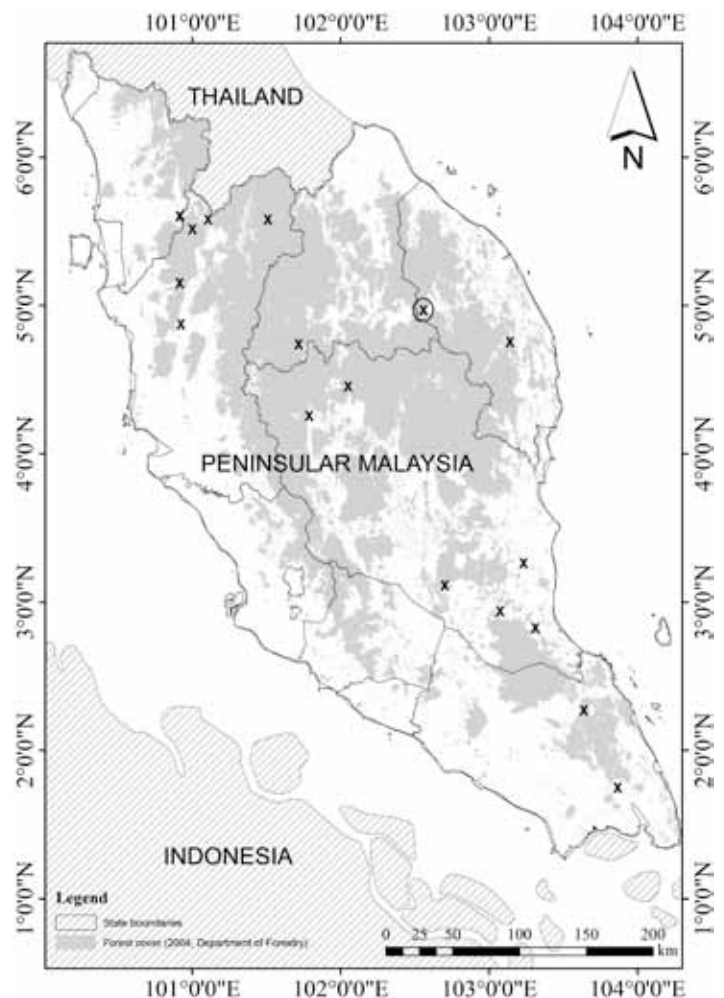 101°0'0"E 102°0'0"E 103°0'0"E 104°0'0"E
THAILAND
N
6°0'0"N 6°0'0"N
x
x
x
x
x
5°0'0"N 5°0'0"N
x
x
x
x
x
x
4°0'0"N 4°0'0"N
PENINSULAR MALAYSIA
x
x
3°0'0"N 3°0'0"N
x
x
x
2°0'0"N 2°0'0"N
x
INDONESIA
Legend
State boundaries
Forest cover (2004, Department of Forestry)
1°0'0"N 1°0'0"N
0 25 50 100 150 200
km
101°0'0"E 102°0'0"E 103°0'0"E 104°0'0"E